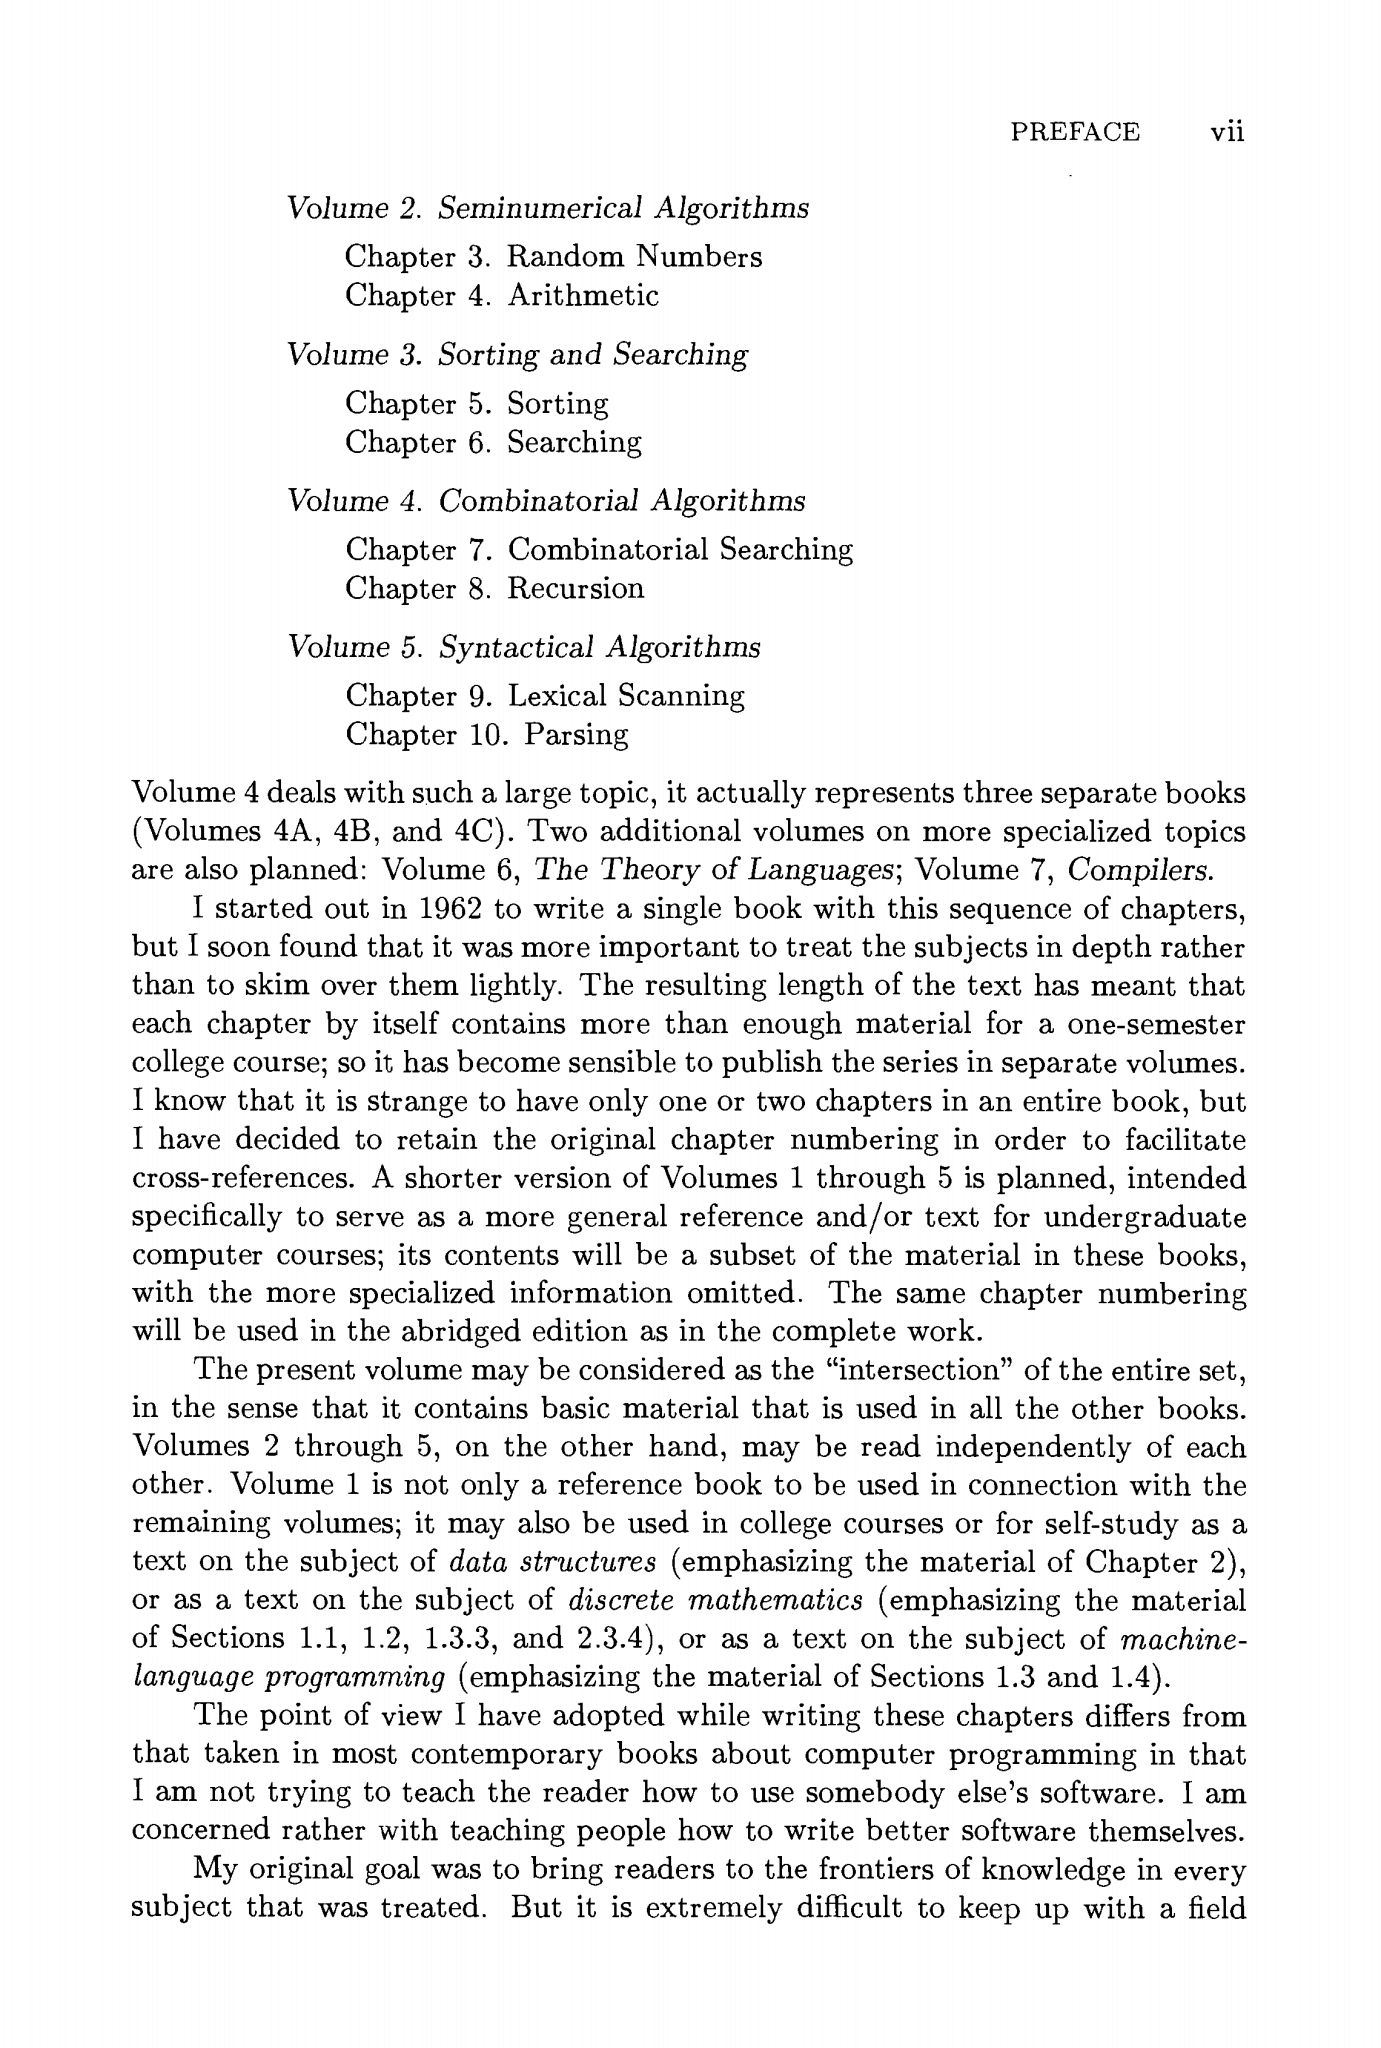 PREFACE vii
Volume 2. Seminumerical Algorithms
Chapter 3. Random Numbers
Chapter 4. Arithmetic
Volume 3. Sorting and Searching
Chapter 5. Sorting
Chapter 6. Searching
Volume 4. Combinatorial Algorithms
Chapter 7. Combinatorial Searching
Chapter 8. Recursion
Volume 5. Syntactical Algorithms
Chapter 9. Lexical Scanning
Chapter 10. Parsing
Volume 4 deals with such a large topic, it actually represents three separate books
(Volumes 4A, 4B, and 4C). Two additional volumes on more specialized topics
are also planned: Volume 6, The Theory of Languages; Volume 7, Compilers.
I started out in 1962 to write a single book with this sequence of chapters,
but I soon found that it was more important to treat the subjects in depth rather
than to skim over them lightly. The resulting length of the text has meant that
each chapter by itself contains more than enough material for a one-semester
college course; so it has become sensible to publish the series in separate volumes.
I know that it is strange to have only one or two chapters in an entire book, but
I have decided to retain the original chapter numbering in order to facilitate
cross-references. A shorter version of Volumes 1 through 5 is planned, intended
specifically to serve as a more general reference and/or text for undergraduate
computer courses; its contents will be a subset of the material in these books,
with the more specialized information omitted. The same chapter numbering
will be used in the abridged edition as in the complete work.
The present volume may be considered as the “intersection” of the entire set,
in the sense that it contains basic material that is used in all the other books.
Volumes 2 through 5, on the other hand, may be read independently of each
other. Volume 1 is not only a reference book to be used in connection with the
remaining volumes; it may also be used in college courses or for self-study as a
text on the subject of data structures (emphasizing the material of Chapter 2),
or as a text on the subject of discrete mathematics (emphasizing the material
of Sections 1.1, 1.2, 1.3.3, and 2.3.4), or as a text on the subject of machine-
language programming (emphasizing the material of Sections 1.3 and 1.4).
The point of view I have adopted while writing these chapters differs from
that taken in most contemporary books about computer programming in that
I am not trying to teach the reader how to use somebody else's software. I am
concerned rather with teaching people how to write better software themselves.
My original goal was to bring readers to the frontiers of knowledge in every
subject that was treated. But it is extremely difficult to keep up with a field